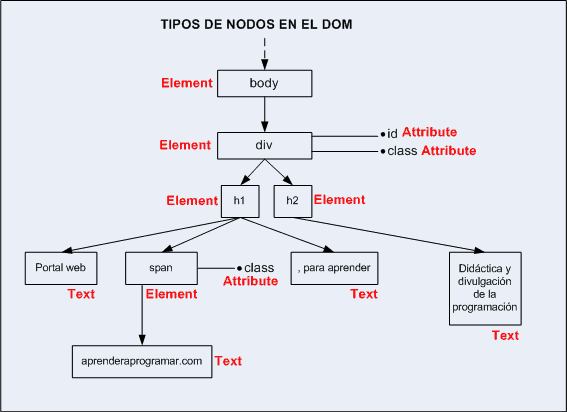 TIPOS DE NODOS EN EL DOM
Element
body
Element
div
id Attribute
class Attribute
Element
h1
h2
Element
Portal web
Text
span
Element
class
Attribute
, para aprender
Text
Didáctica y
divulgación
de la
programación
Text
aprenderaprogramar.com
Text